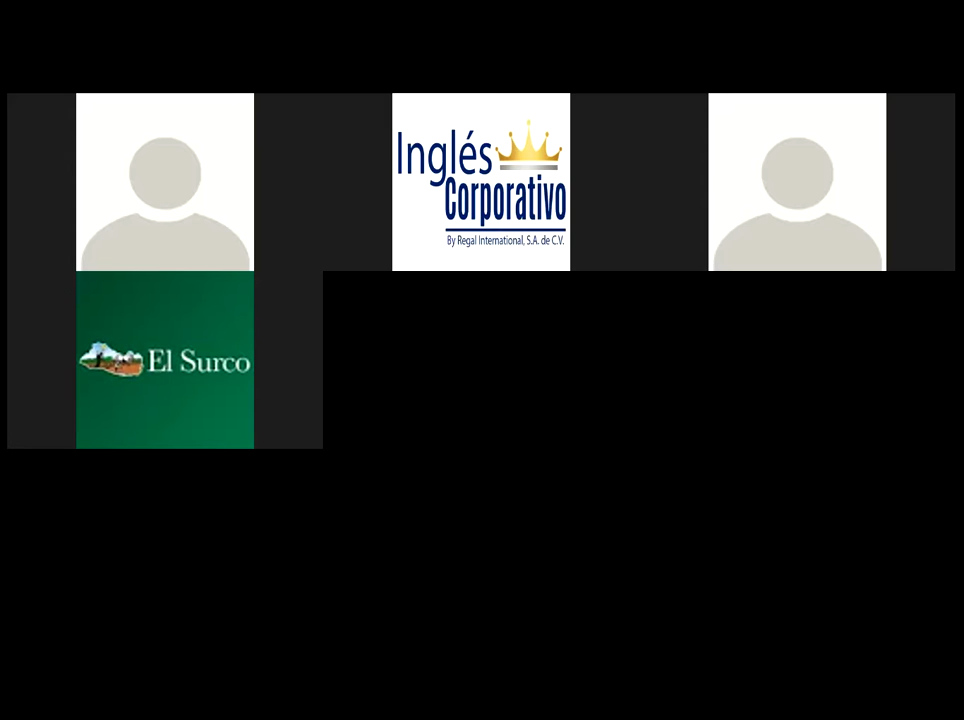 Inglés
Corporativo
By Regal International, S.A. de C.V.
El Surco